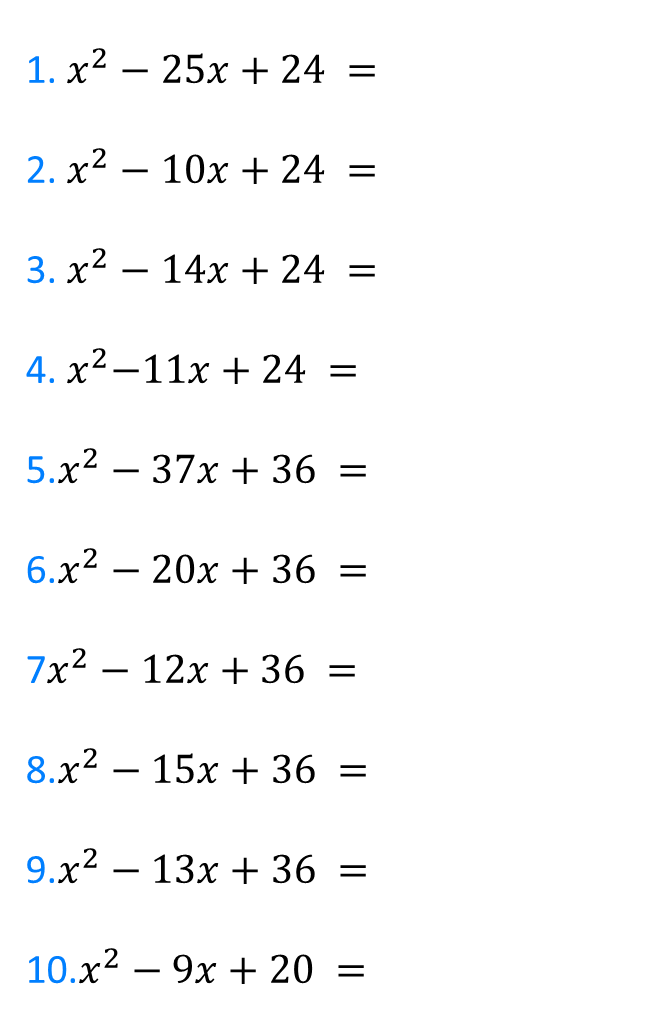 1. x² − 25x + 24 =
2. x² − 10x + 24 =
3. x² − 14x + 24 =
4. x²−11x + 24 =
5.x² − 37x + 36 =
6.x² − 20x + 36 =
7x² − 12x + 36 =
8.x² − 15x + 36 =
9.x² − 13x + 36 =
10.x² − 9x + 20 =